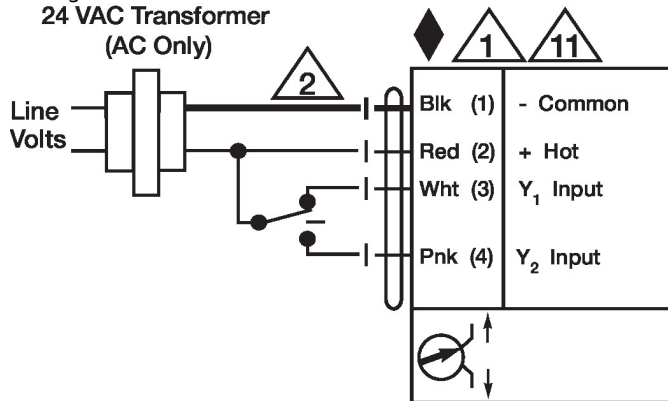 24 VAC Transformer
(AC Only)
1
11
2
Line
Volts
Blk (1) - Common
Red (2) + Hot
Wht (3) Y1 Input
Pnk (4) Y2 Input